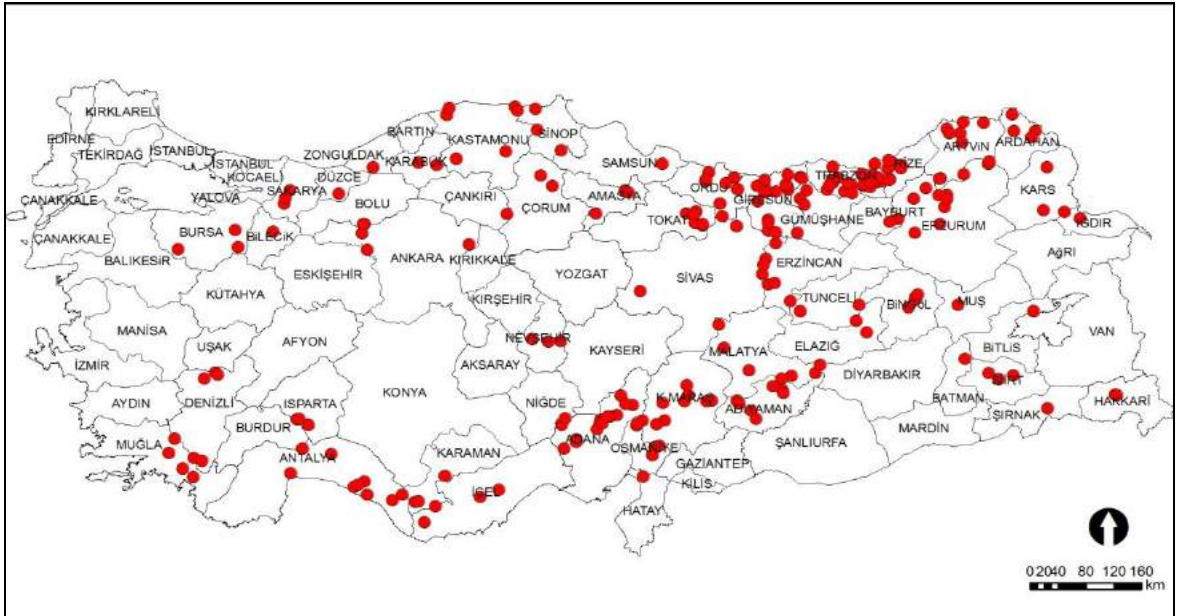 KIRKLARELİ
EDİRNE
TEKİRDAĞ
İSTANBUL
İSTANBUL
KOCAELİ
YALOVA
SAKARYA
DÜZCE
ZONGULDAK
BARTIN
KARABÜK
KASTAMONU
SİNOP
SAMSUN
ORDU
GİRESUN
TRABZON
RİZE
ARTVİN
ARDAHAN
ÇANAKKALE
ÇANAKKALE
BALIKESİR
BURSA
BİLECİK
BOLU
ÇANKIRI
ÇORUM
AMASYA
TOKAT
GÜMÜŞHANE
BAYBURT
ERZURUM
KARS
IĞDIR
AĞRI
KÜTAHYA
ESKİŞEHİR
ANKARA
KIRIKKALE
YOZGAT
SİVAS
ERZİNCAN
TUNCELİ
BİNGÖL
MUŞ
KIRŞEHİR
NEVŞEHİR
KAYSERİ
MALATYA
ELAZIĞ
DİYARBAKIR
BİTLİS
VAN
MANİSA
İZMİR
UŞAK
AFYON
KONYA
AKSARAY
NİĞDE
K.MARAŞ
ADIYAMAN
BATMAN
SİİRT
ŞIRNAK
HAKKARİ
AYDIN
DENİZLİ
ISPARTA
BURDUR
MUĞLA
ANTALYA
KARAMAN
İÇEL
ADANA
OSMANİYE
GAZİANTEP
KİLİS
HATAY
ŞANLIURFA
MARDİN
0 20 40 80 120 160
km